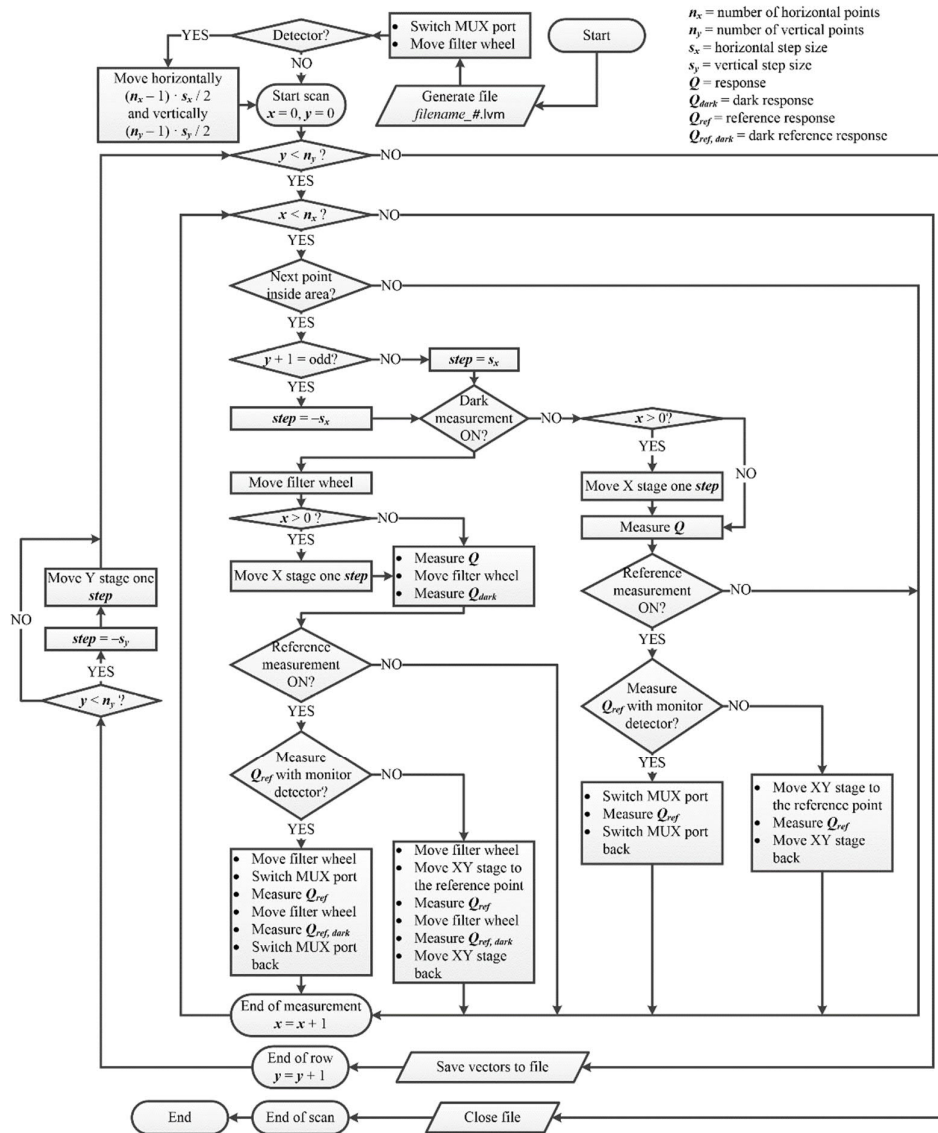 Start
Generate file
filename_#.lvm
• Switch MUX port
• Move filter wheel
Detector?
YES
NO
Move horizontally
(nx − 1) · sx / 2
and vertically
(ny − 1) · sy / 2
Start scan
x = 0, y = 0
nx = number of horizontal points
ny = number of vertical points
sx = horizontal step size
sy = vertical step size
Q = response
Qdark = dark response
Qref = reference response
Qref, dark = dark reference response
y < ny ?
NO
YES
x < nx ?
NO
YES
Next point
inside area?
NO
YES
y + 1 = odd?
NO
step = sx
YES
step = −sx
Dark
measurement
ON?
NO
x > 0?
YES
NO
Move X stage one step
Measure Q
Move filter wheel
x > 0 ?
NO
YES
Move X stage one step
• Measure Q
• Move filter wheel
• Measure Qdark
Reference
measurement
ON?
NO
YES
Reference
measurement
ON?
NO
YES
Measure
Qref with monitor
detector?
NO
YES
Measure
Qref with monitor
detector?
NO
YES
• Switch MUX port
• Measure Qref
• Switch MUX port
back
• Move XY stage to
the reference point
• Measure Qref
• Move XY stage
back
• Move filter wheel
• Switch MUX port
• Measure Qref
• Move filter wheel
• Measure Qref, dark
• Switch MUX port
back
• Move filter wheel
• Move XY stage to
the reference point
• Measure Qref
• Move filter wheel
• Measure Qref, dark
• Move XY stage
back
Move Y stage one
step
NO
step = −sy
YES
y < ny ?
End of measurement
x = x + 1
End of row
y = y + 1
Save vectors to file
End
End of scan
Close file